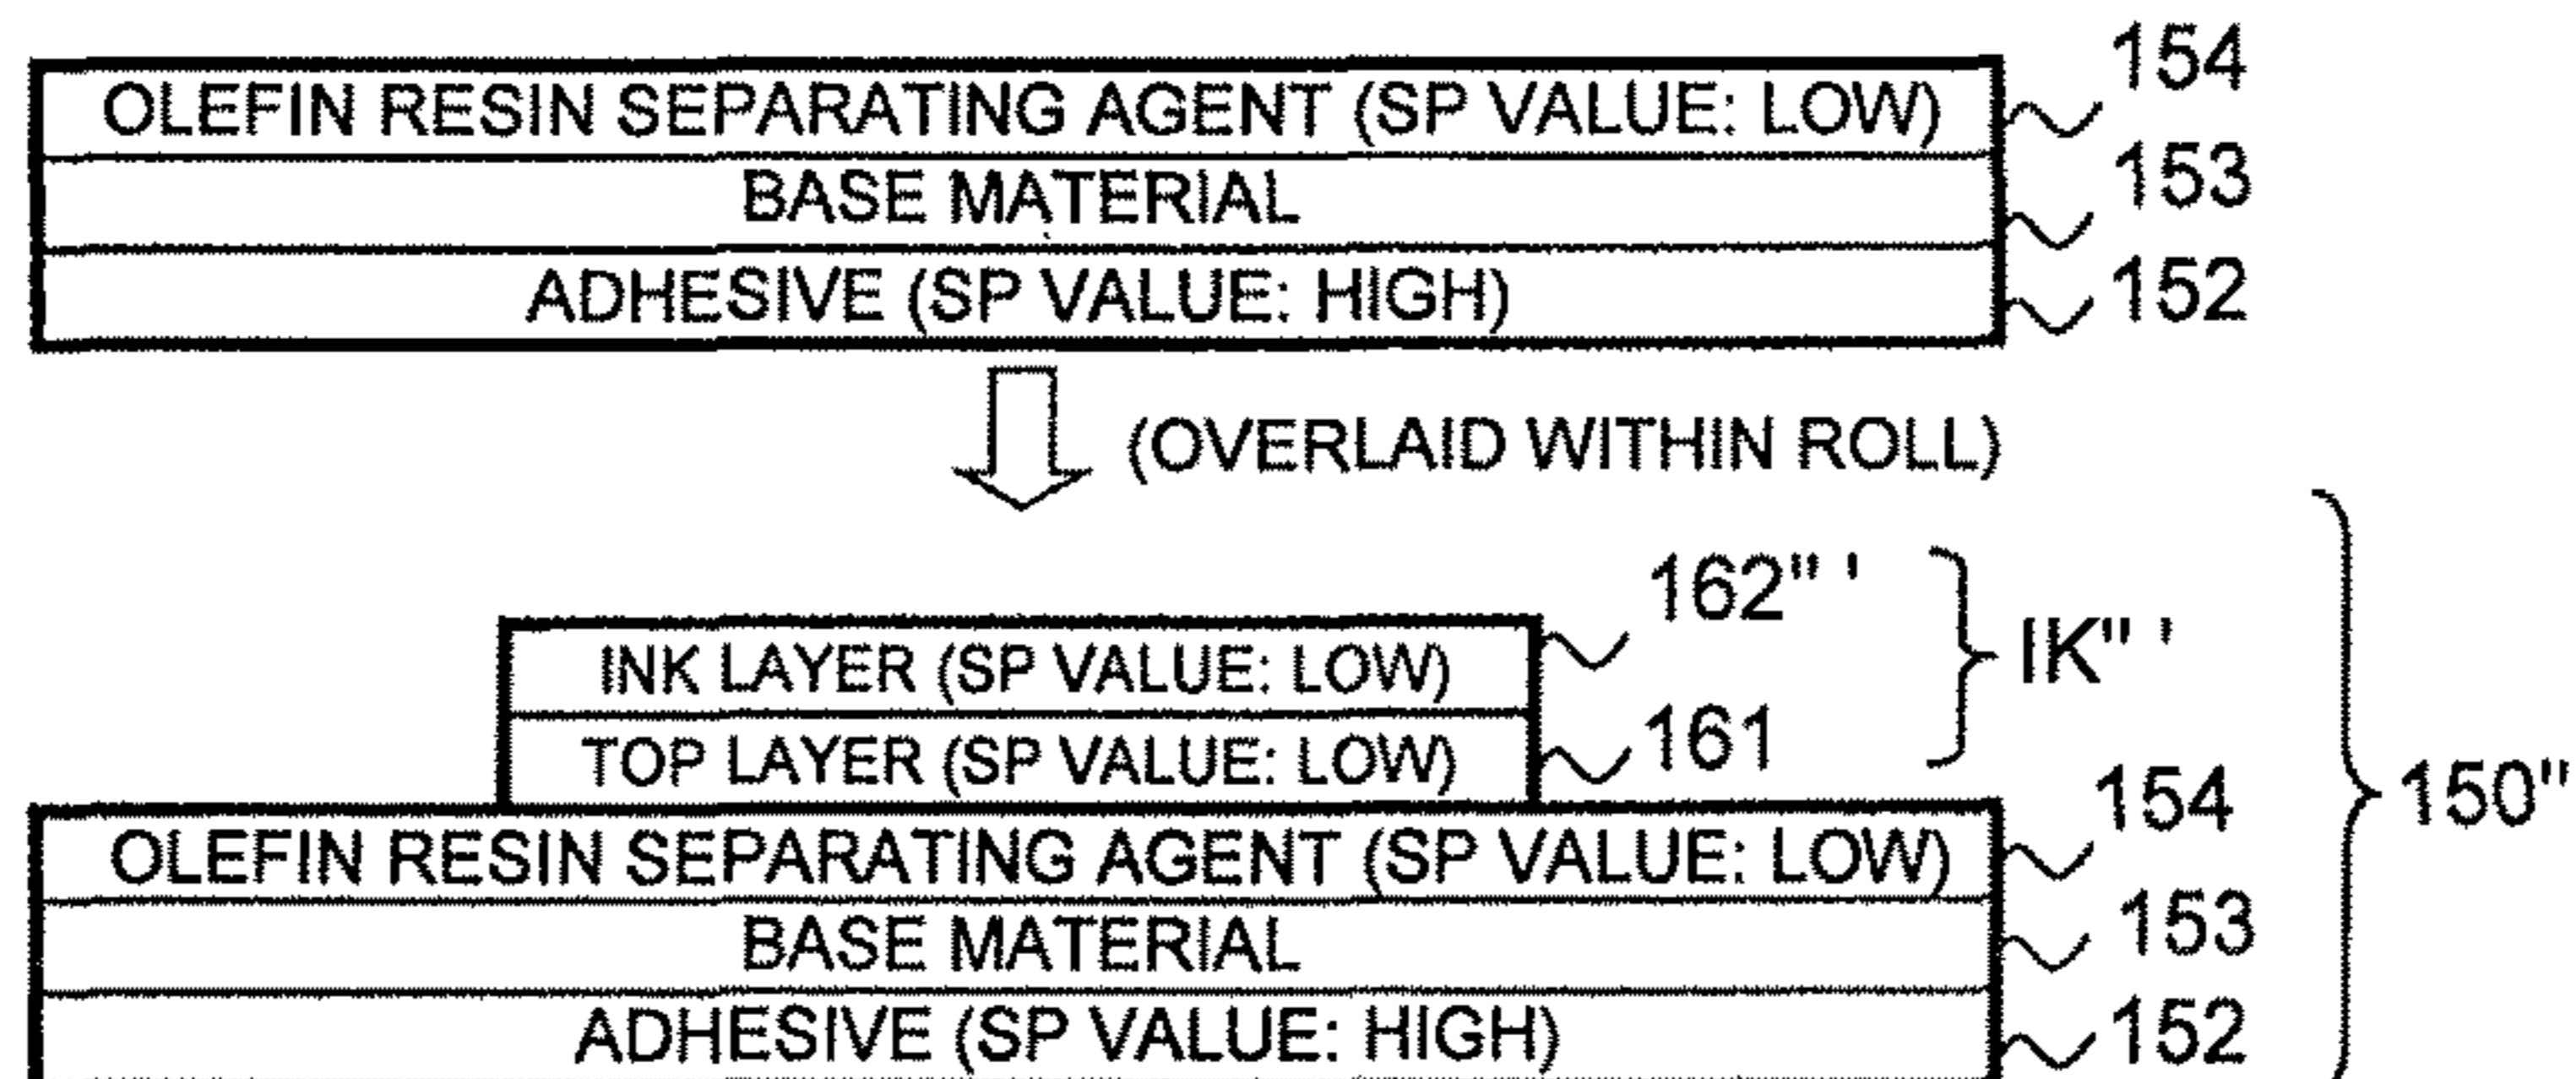 OLEFIN RESIN SEPARATING AGENT (SP VALUE: LOW) 154
BASE MATERIAL 153
ADHESIVE (SP VALUE: HIGH) 152
(OVERLAID WITHIN ROLL)
INK LAYER (SP VALUE: LOW) 162"'
IK"'
TOP LAYER (SP VALUE: LOW) 161
150"
OLEFIN RESIN SEPARATING AGENT (SP VALUE: LOW) 154
BASE MATERIAL 153
ADHESIVE (SP VALUE: HIGH) 152